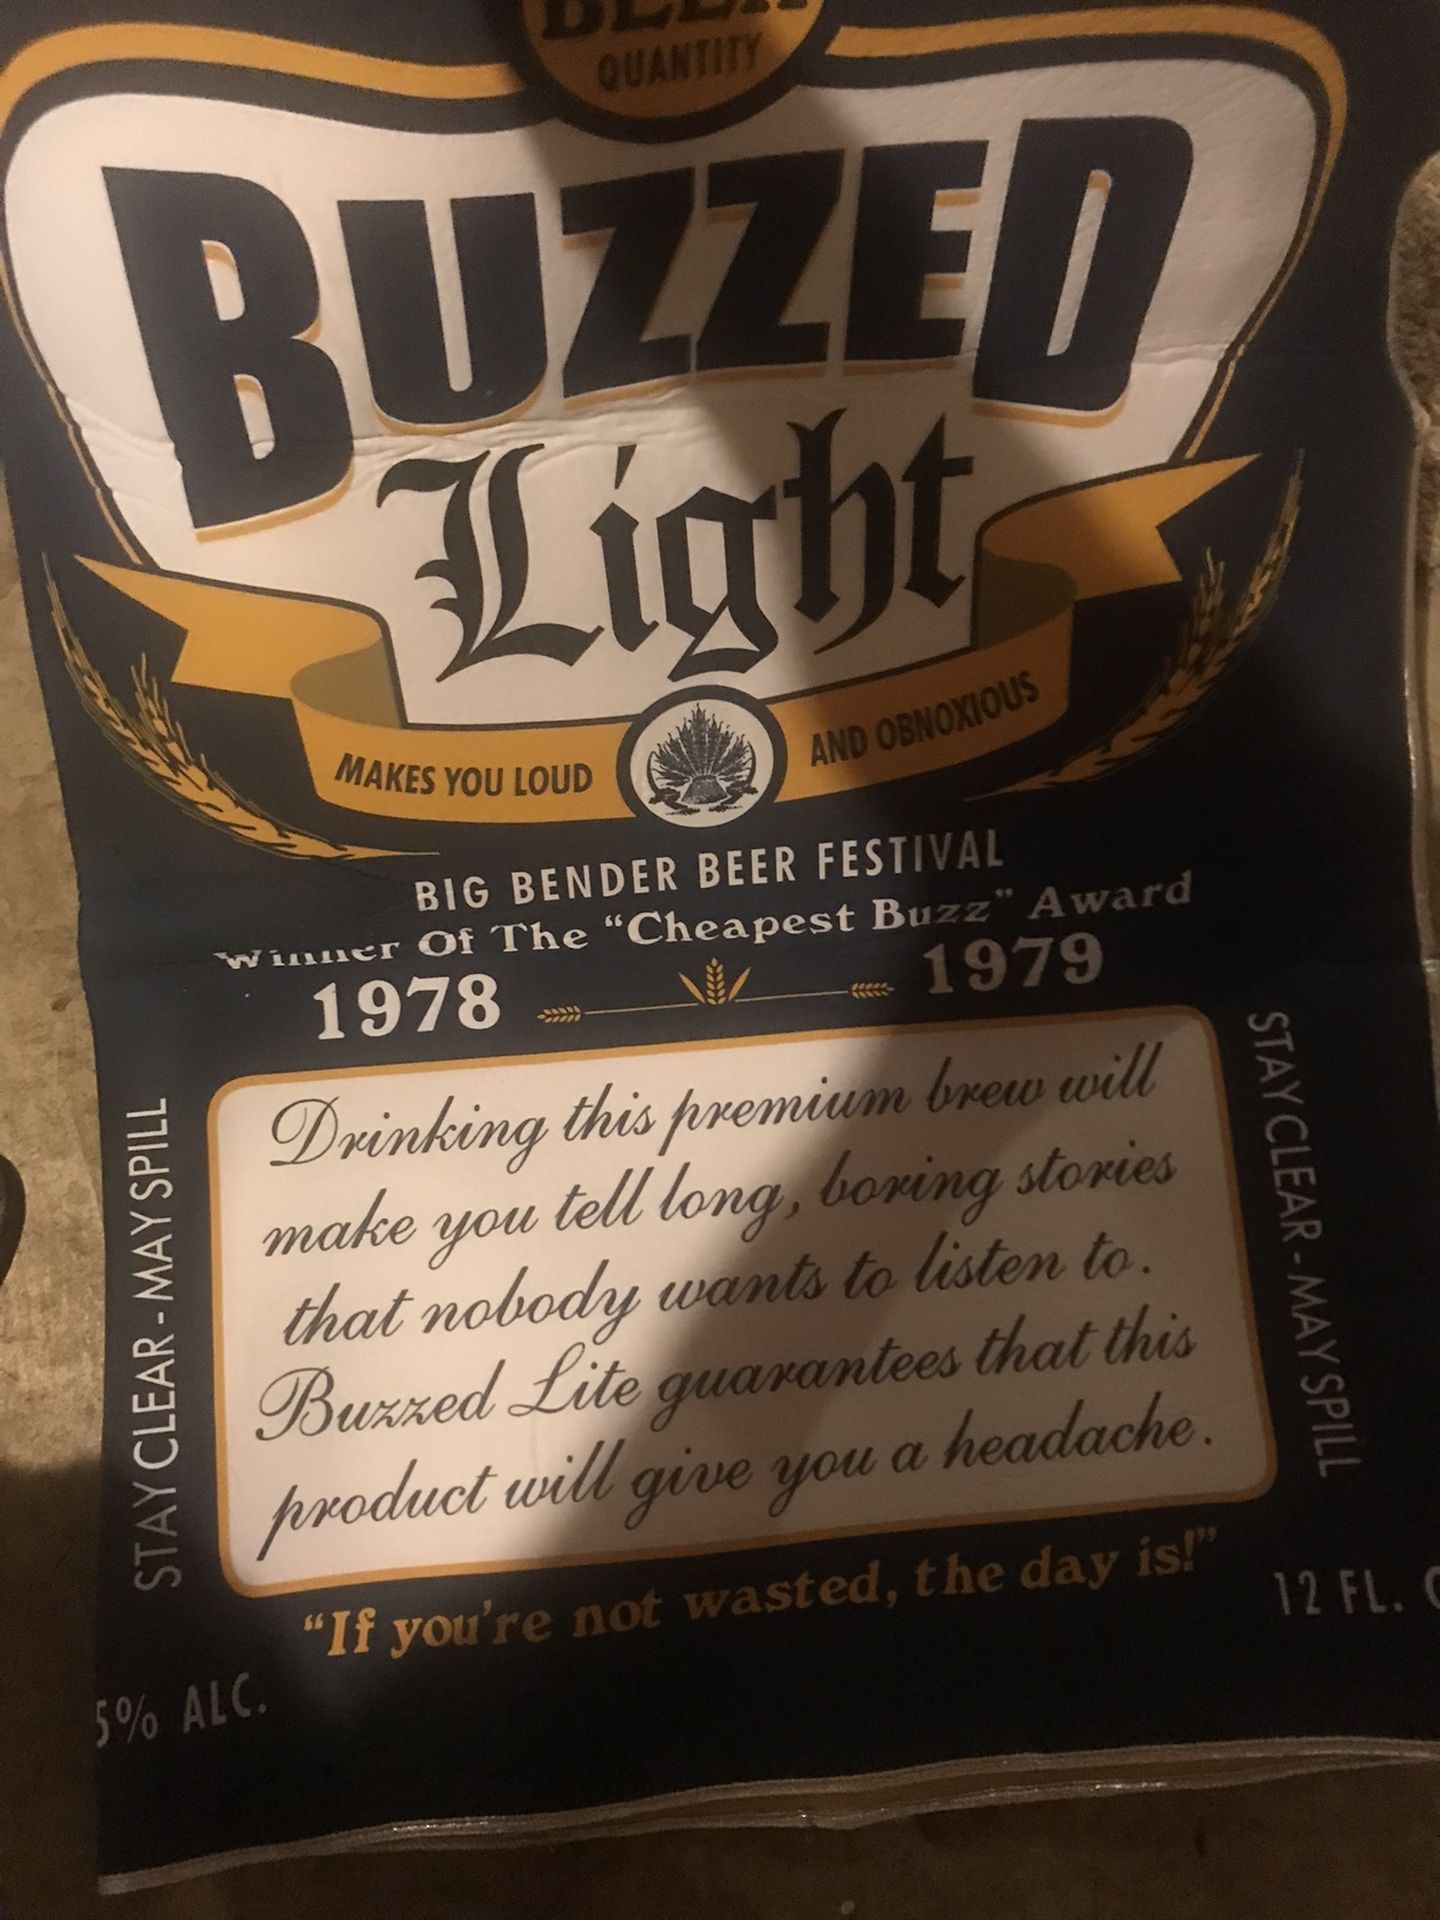 BEER
QUANTITY
BUZZED
Light
MAKES YOU LOUD AND OBNOXIOUS
BIG BENDER BEER FESTIVAL
Winner Of The “Cheapest Buzz” Award
1978 1979
Drinking this premium brew will
make you tell long, boring stories
that nobody wants to listen to.
Buzzed Lite guarantees that this
product will give you a headache.
STAY CLEAR - MAY SPILL
STAY CLEAR - MAY SPILL
“If you're not wasted, the day is!”
5% ALC.
12 FL.